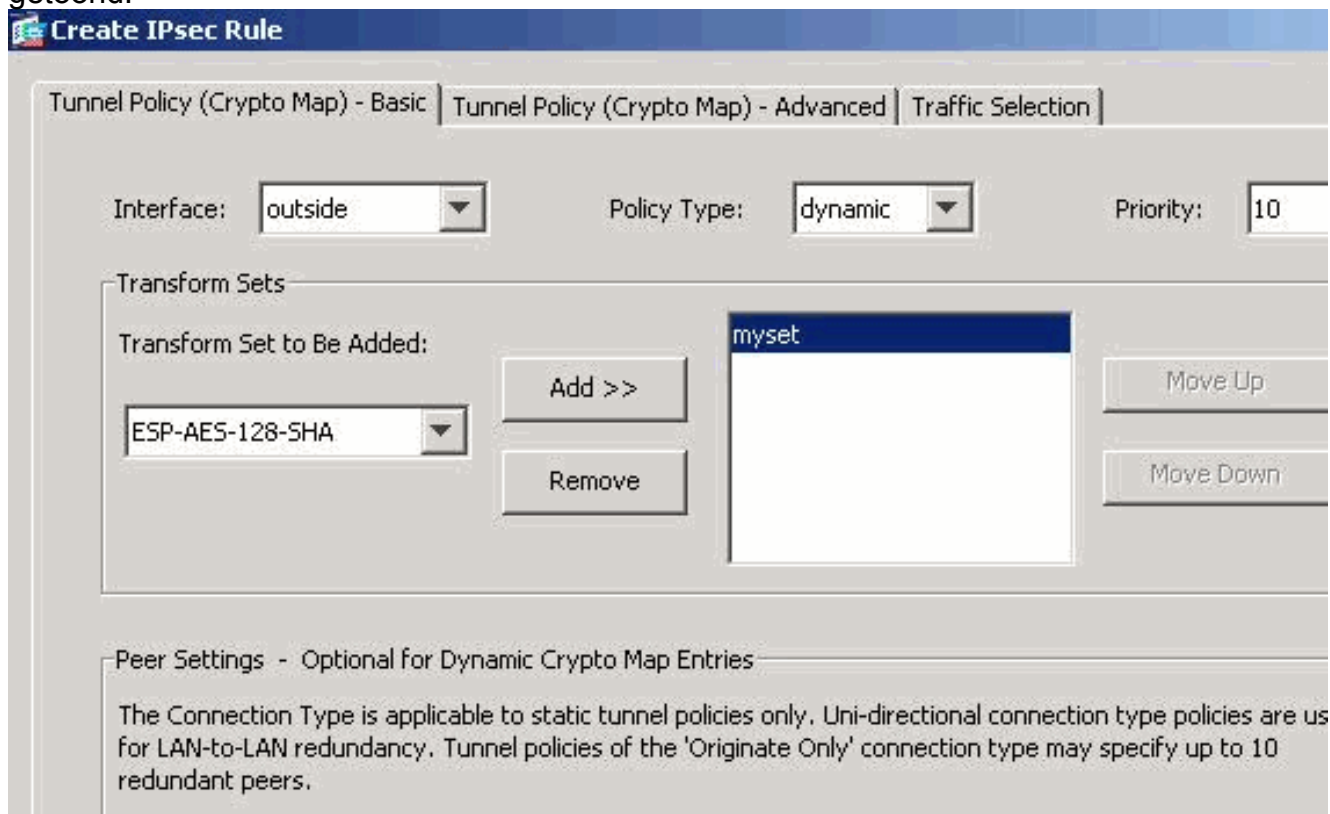 Create IPsec Rule
Tunnel Policy (Crypto Map) - Basic Tunnel Policy (Crypto Map) - Advanced Traffic Selection
Interface: outside Policy Type: dynamic Priority: 10
Transform Sets
Transform Set to Be Added:
myset
Add >> Move Up
ESP-AES-128-SHA
Remove Move Down
Peer Settings - Optional for Dynamic Crypto Map Entries
The Connection Type is applicable to static tunnel policies only. Uni-directional connection type policies are us
for LAN-to-LAN redundancy. Tunnel policies of the 'Originate Only' connection type may specify up to 10
redundant peers.